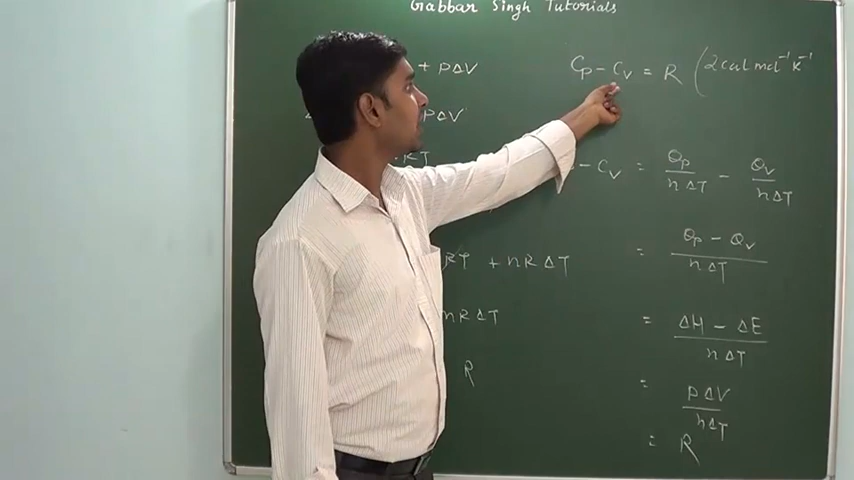 Gabbar Singh Tutorials
+ PΔV
PΔV
Cp - Cv = R (2 cal mol⁻¹ K⁻¹
RT
- Cv = Qp/nΔT - Qv/nΔT
= Qp - Qv/nΔT
RT + nRΔT
nRΔT
= ΔH - ΔE/nΔT
R
= PΔV/nΔT
= R